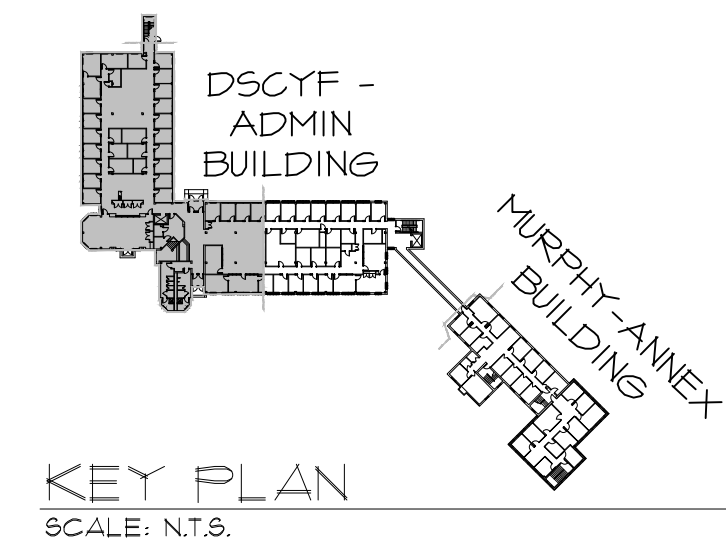 DSCYF -
ADMIN
BUILDING
MURPHY-ANNEX
BUILDING
KEY PLAN
SCALE: N.T.S.